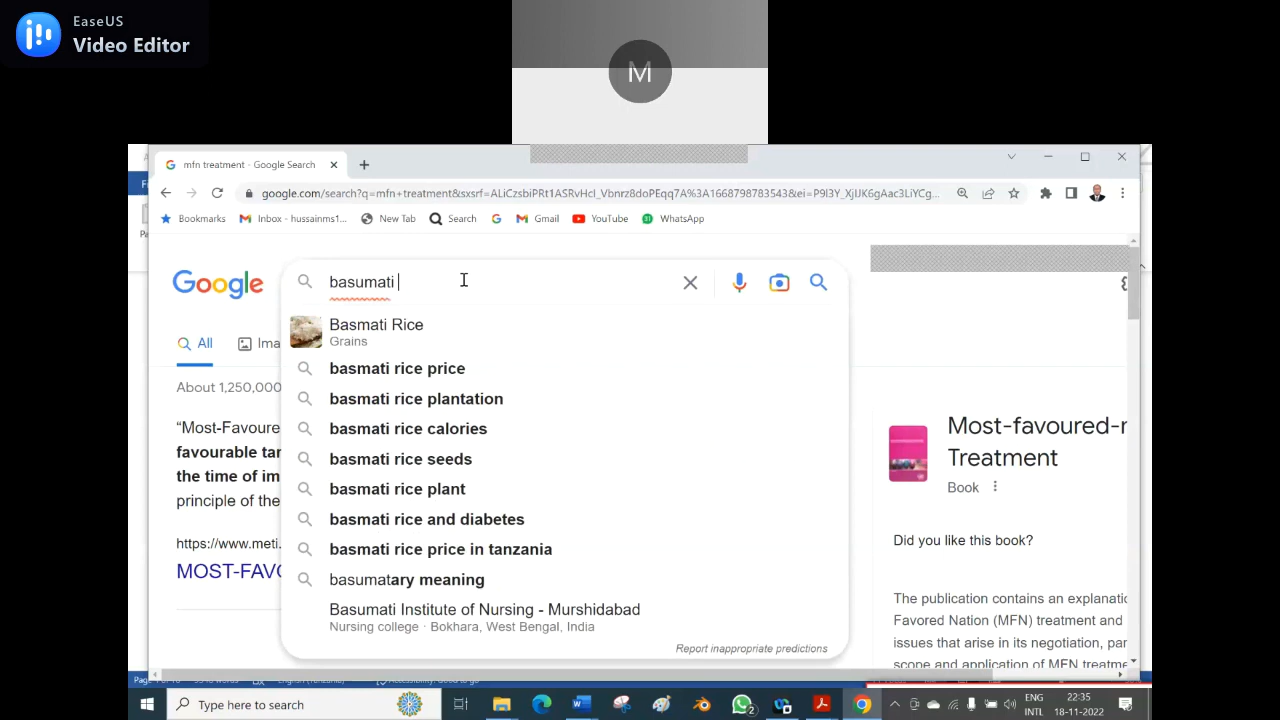 EaseUS
Video Editor
M
mfn treatment - Google Search
google.com/search?q=mfn+treatment&sxsrf=ALiCzsbiPRt1ASRvHcI_Vbnrz8doPEqq7A%3A1668798783543&ei=P9l3Y_XjIJK6gAac3LiYCg...
Bookmarks
Inbox - hussainms1...
New Tab
Search
Gmail
YouTube
WhatsApp
Google
basumati
Basmati Rice
Grains
All
Ima
basmati rice price
About 1,250,000
basmati rice plantation
"Most-Favoure
basmati rice calories
favourable tar
basmati rice seeds
the time of im
basmati rice plant
principle of the
basmati rice and diabetes
https://www.meti.
basmati rice price in tanzania
MOST-FAVO
basumatary meaning
Basumati Institute of Nursing - Murshidabad
Nursing college · Bokhara, West Bengal, India
Report inappropriate predictions
Most-favoured-r
Treatment
Book
Did you like this book?
The publication contains an explanati
Favored Nation (MFN) treatment and
issues that arise in its negotiation, par
scope and application of MFN treatme
Type here to search
2
ENG
INTL
22:35
18-11-2022